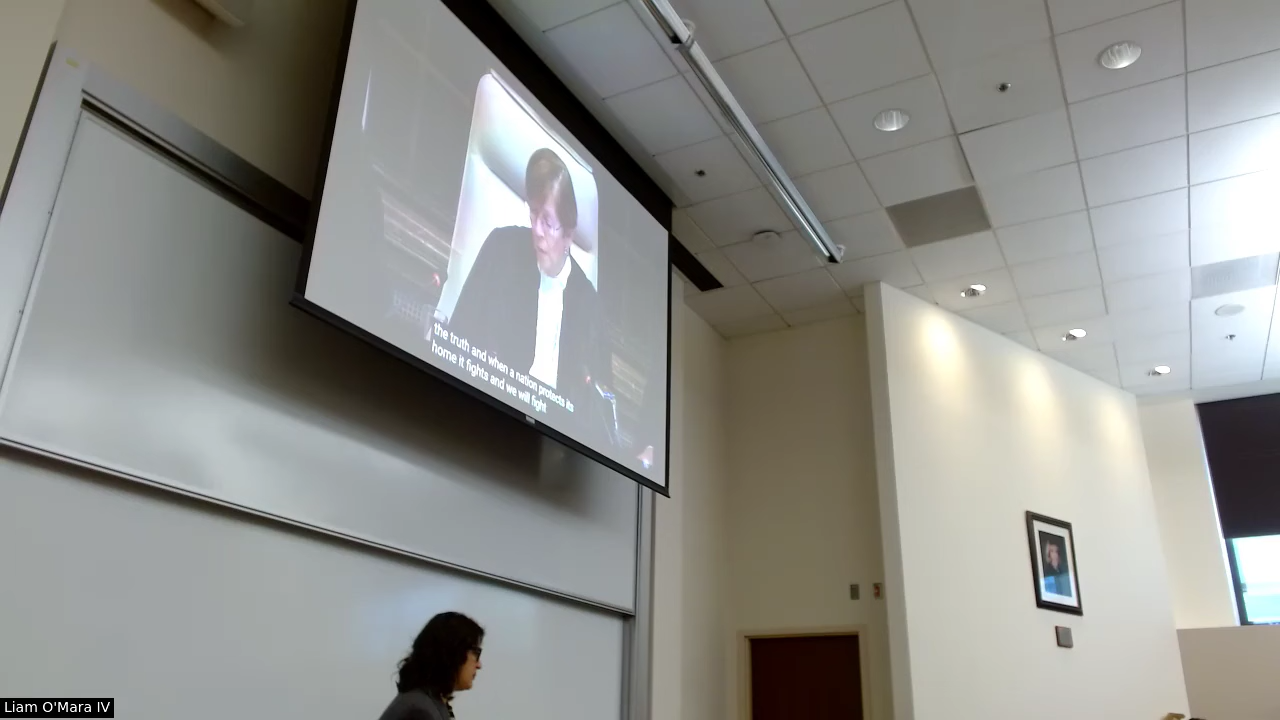 the truth and when a nation protects its
home it fights and we will fight
Liam O'Mara IV